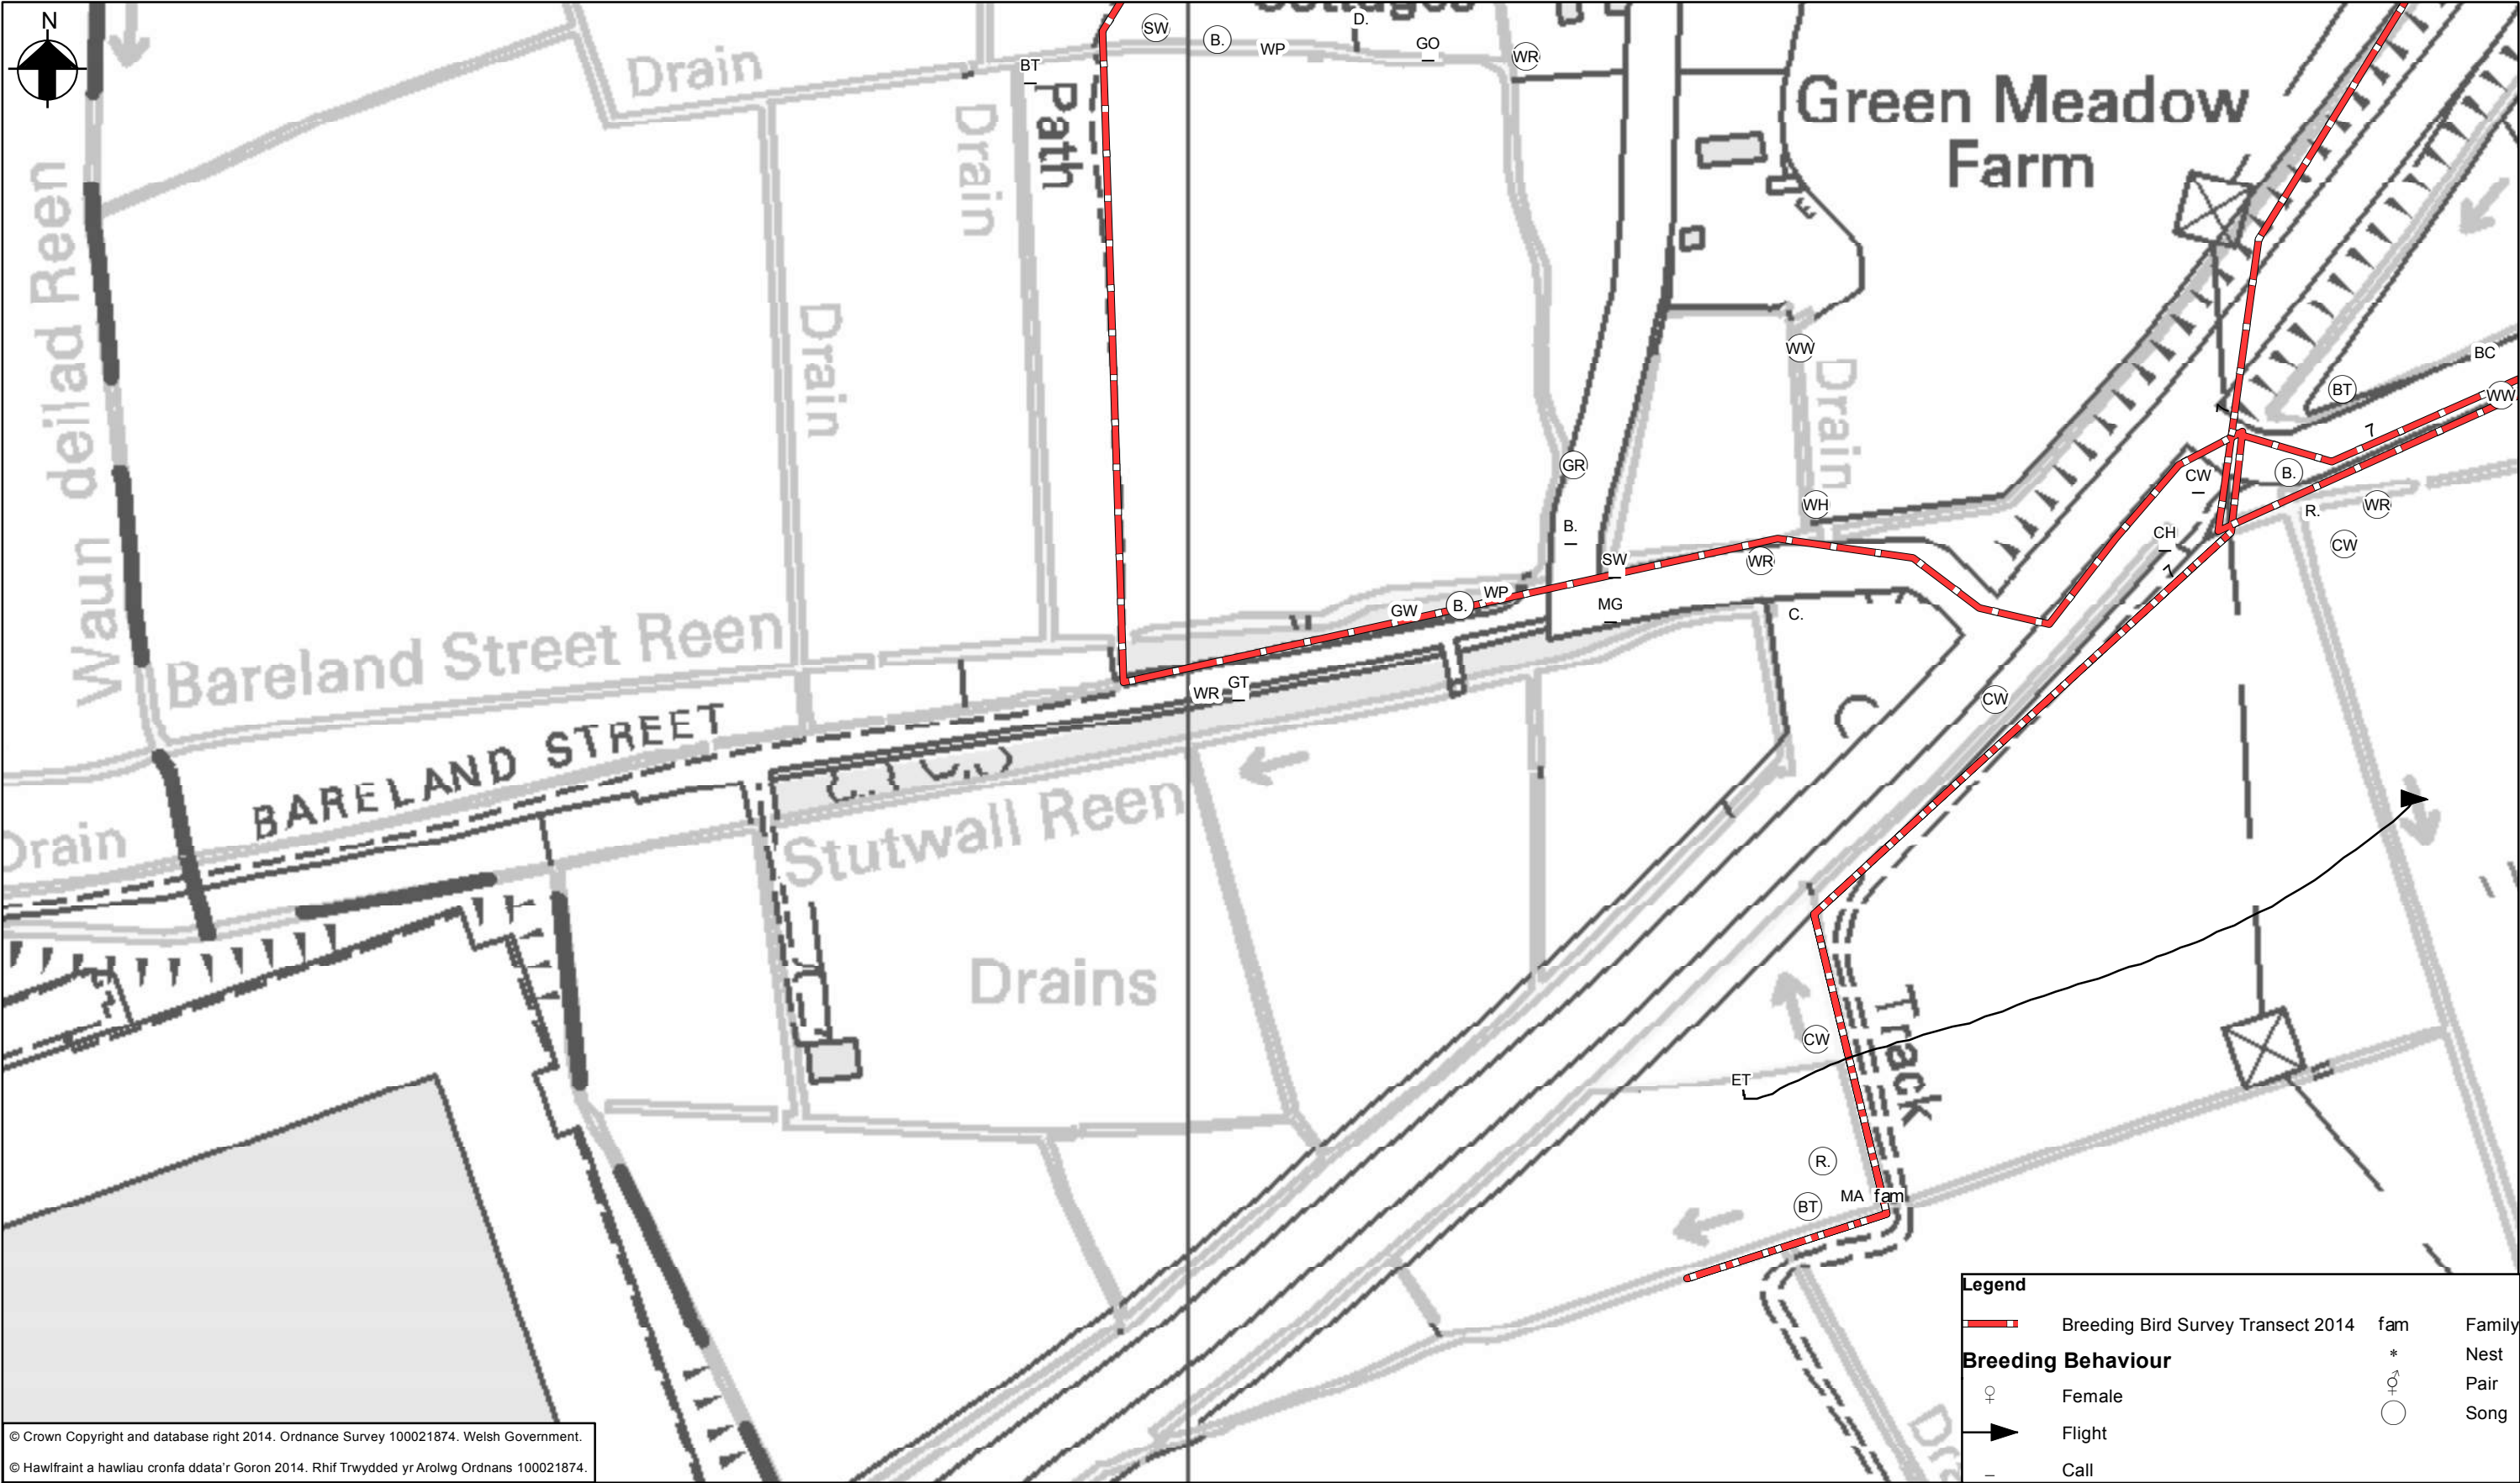 N
SW
B.
WP
D.
GO
WR
BT
Drain
Path
Drain
Green Meadow
Farm
Waun deilad Reen
Drain
WW
Drain
BC
BT
WW
7
7
GR
CW
B.
WH
B.
R.
WR
CH
CW
SW
WR
7
WP
GW
B.
MG
C.
Bareland Street Reen
WR
GT
CW
BARELAND STREET
Drain
Stutwall Reen
Drains
Track
CW
ET
R.
MA fam
BT
Legend
Breeding Bird Survey Transect 2014
fam
Family
Breeding Behaviour
* Nest
♀ Female
⚥ Pair
Song
Flight
_ Call
© Crown Copyright and database right 2014. Ordnance Survey 100021874. Welsh Government.
© Hawlfraint a hawliau cronfa ddata'r Goron 2014. Rhif Trwydded yr Arolwg Ordnans 100021874.